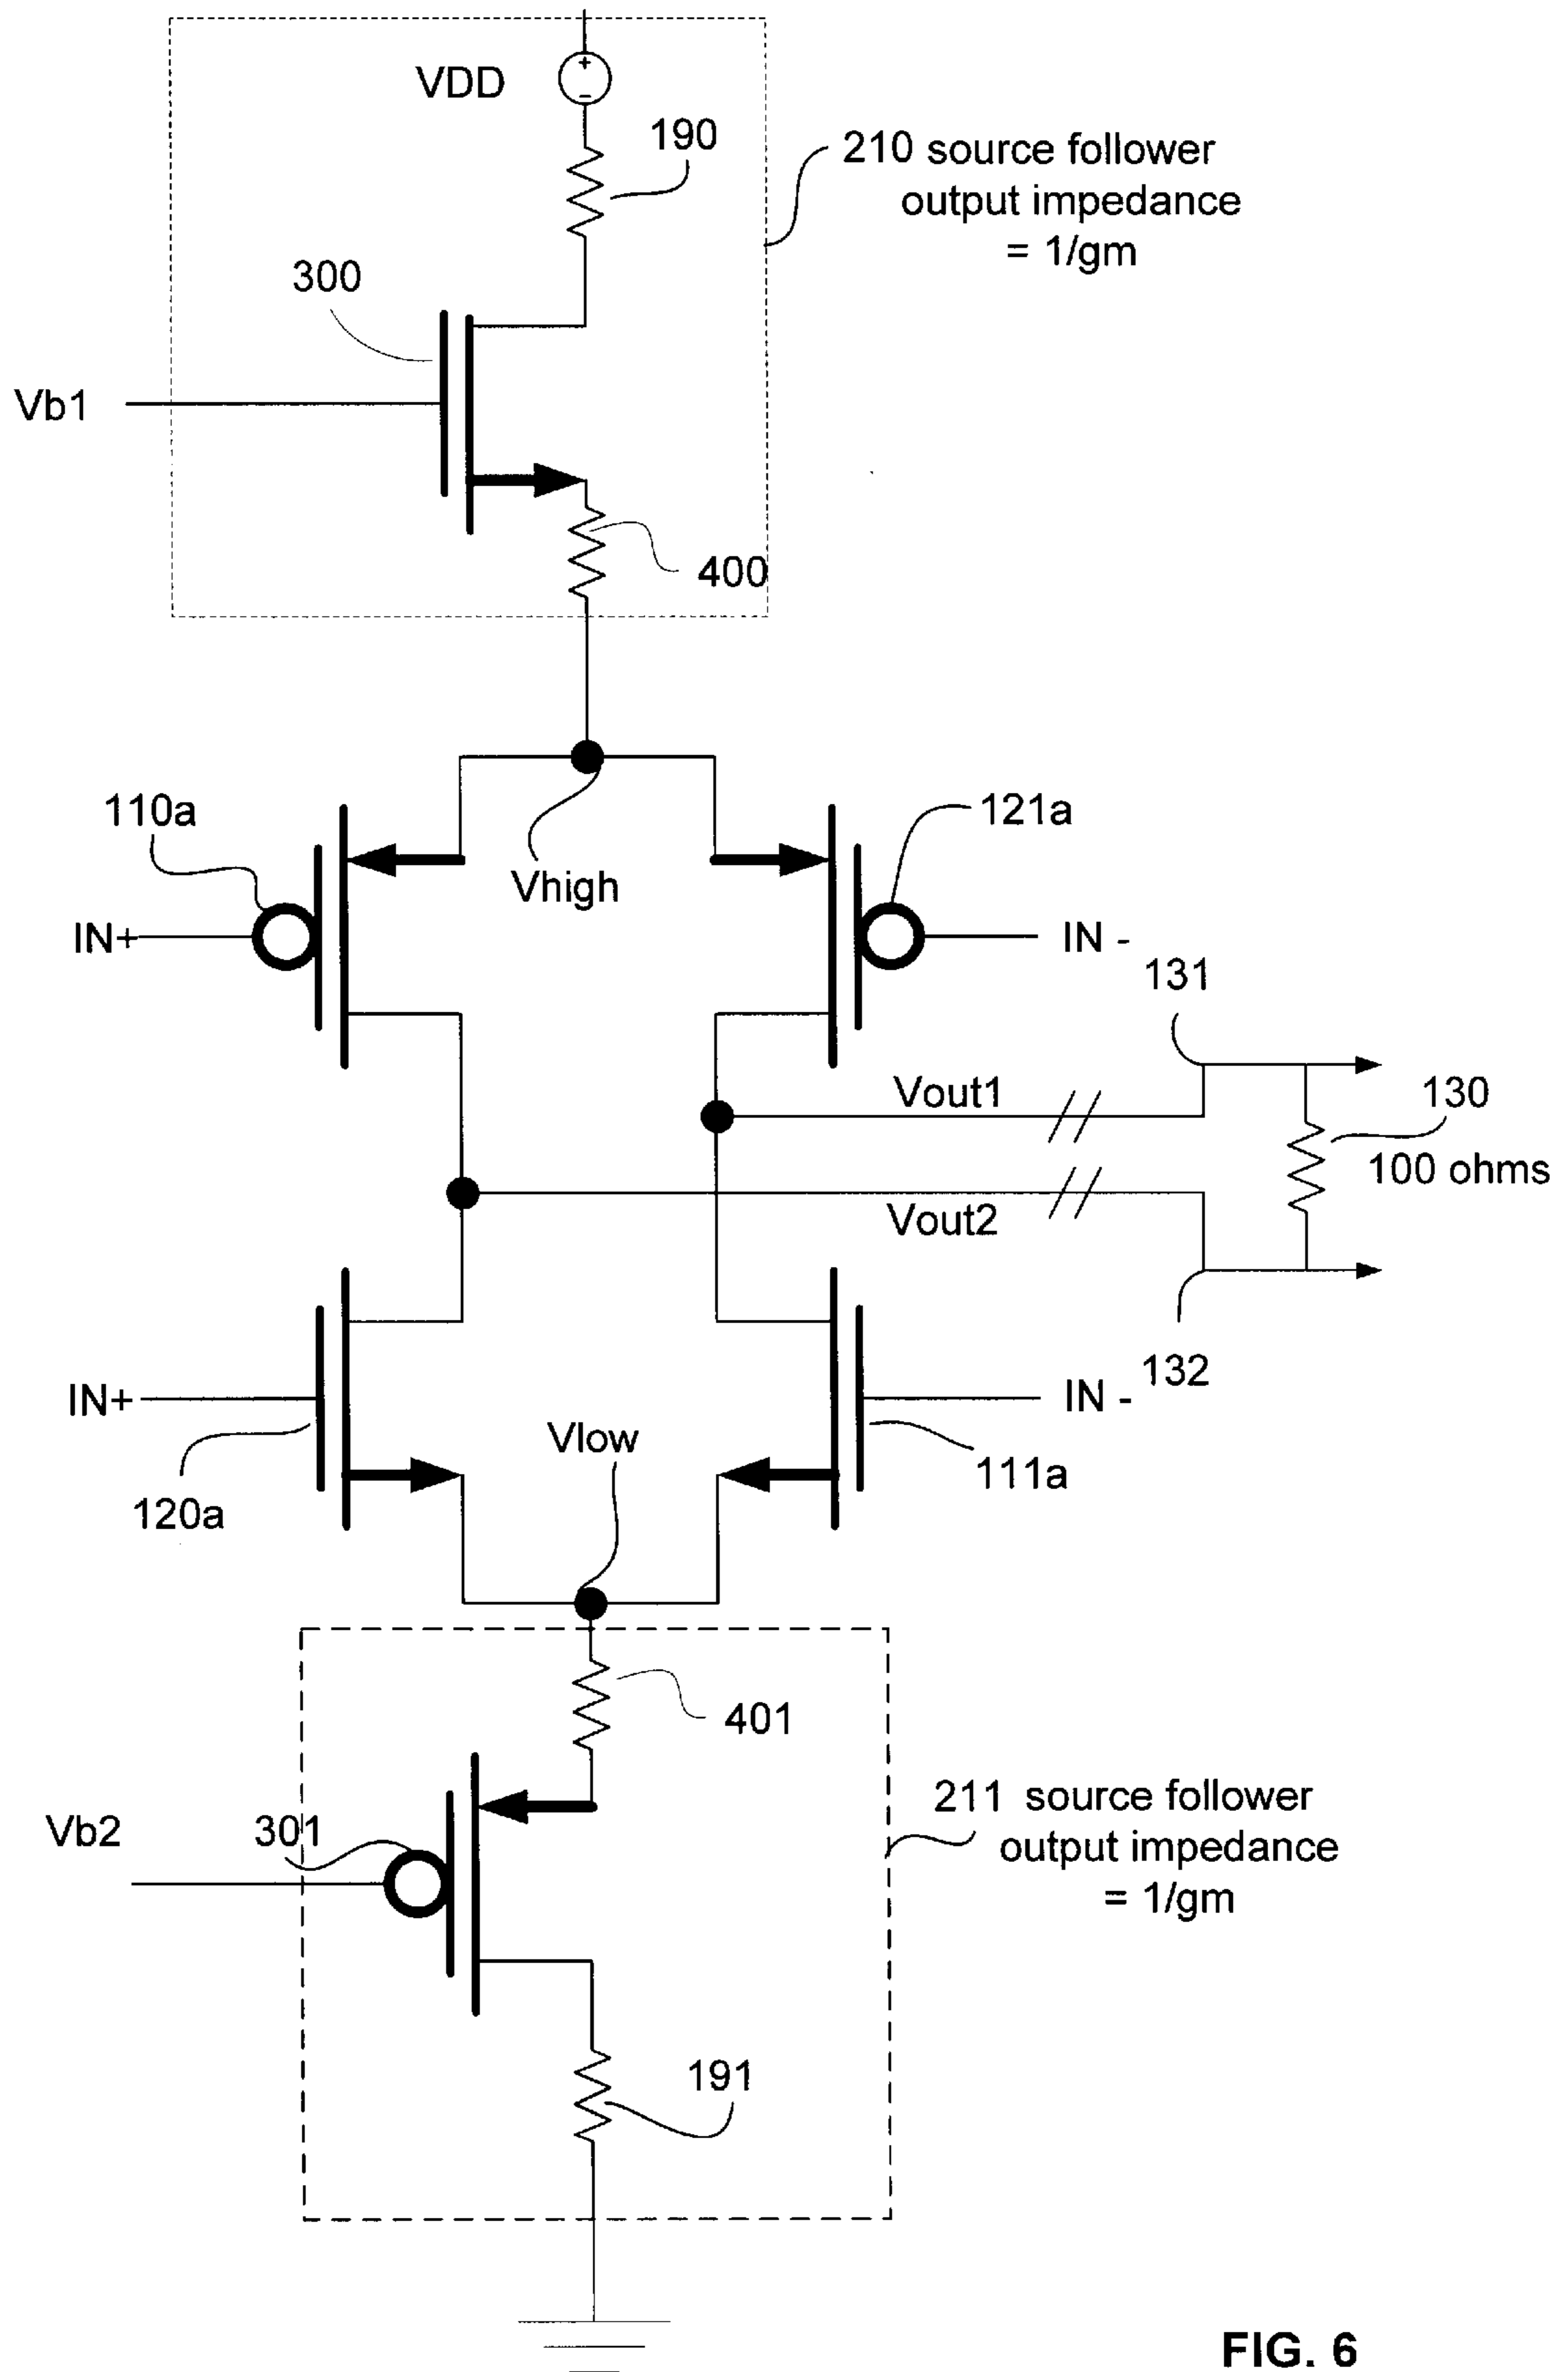 VDD
+
-
190
210 source follower
output impedance
= 1/gm
300
Vb1
400
110a
121a
Vhigh
IN+
IN -
131
Vout1
130
100 ohms
Vout2
132
IN+
IN -
Vlow
120a
111a
401
211 source follower
output impedance
= 1/gm
Vb2
301
191
FIG. 6